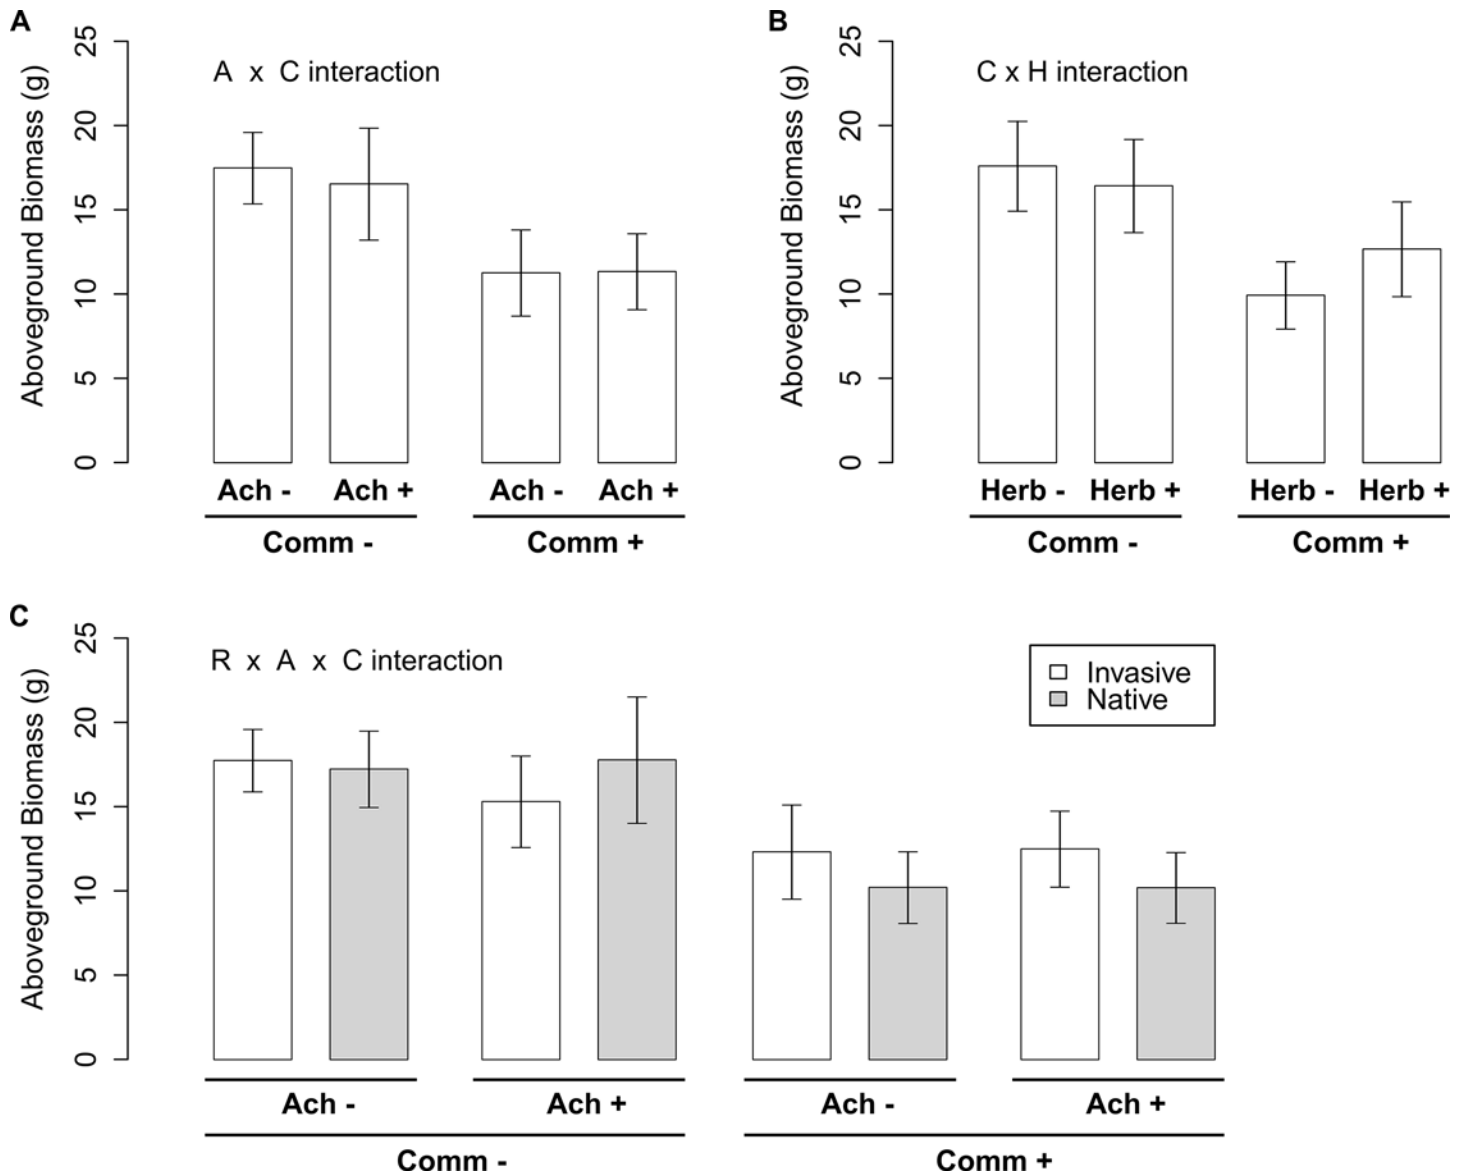 A
B
Aboveground Biomass (g)
25
20
15
10
5
0
A x C interaction
Ach - Ach + Ach - Ach +
Comm - Comm +
Aboveground Biomass (g)
25
20
15
10
5
0
C x H interaction
Herb - Herb + Herb - Herb +
Comm - Comm +
C
Aboveground Biomass (g)
25
20
15
10
5
0
R x A x C interaction
Invasive
Native
Ach - Ach + Ach - Ach +
Comm - Comm +